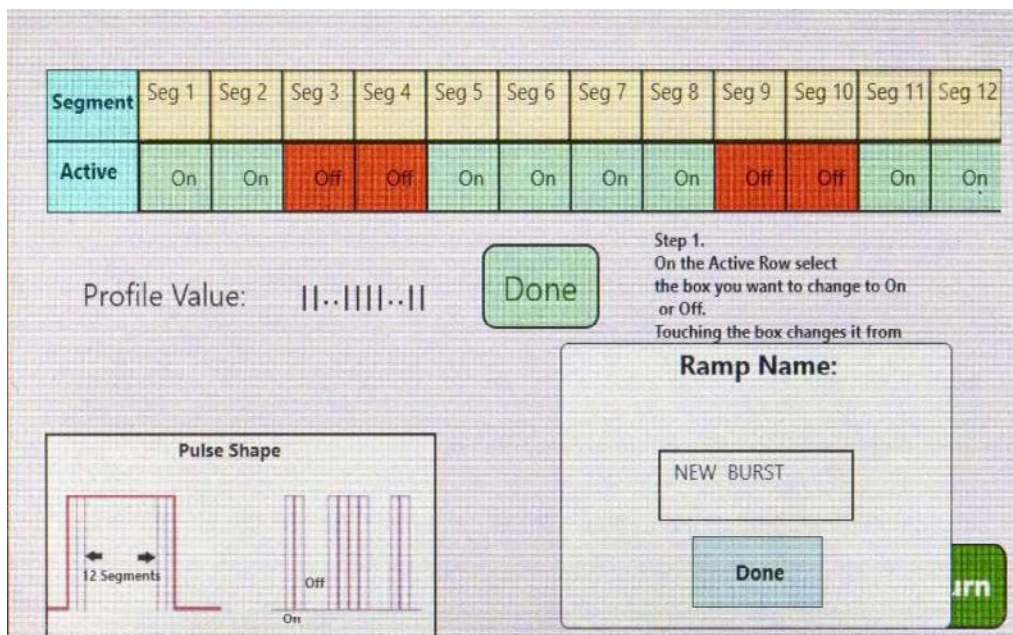 Segment Seg 1 Seg 2 Seg 3 Seg 4 Seg 5 Seg 6 Seg 7 Seg 8 Seg 9 Seg 10 Seg 11 Seg 12
Active On On Off Off On On On On Off Off On On
Step 1.
On the Active Row select
the box you want to change to On
or Off.
Touching the box changes it from
Profile Value: ||..||||..||
Done
Ramp Name:
NEW BURST
Done
Pulse Shape
12 Segments
Off
On
urn